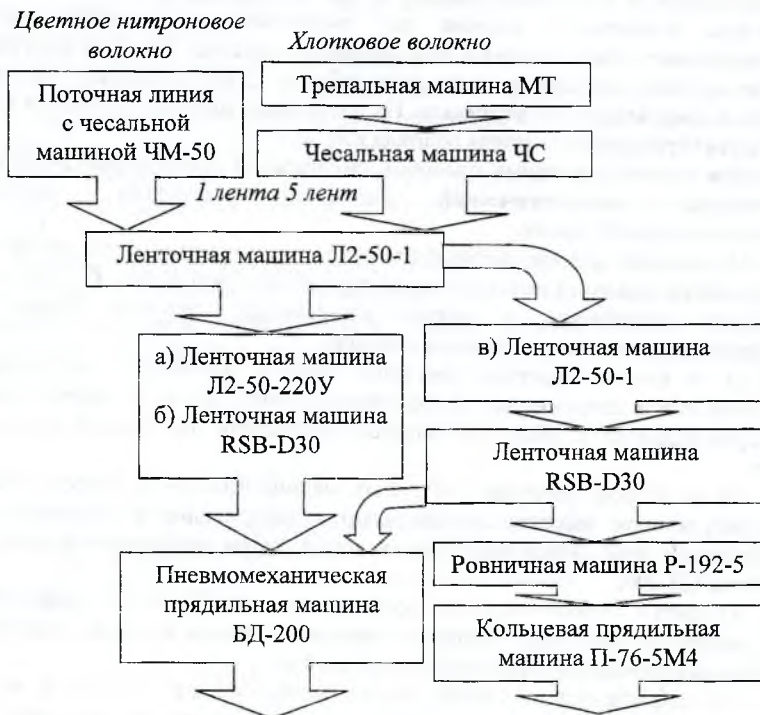 Цветное нитроновое
волокно
Хлопковое волокно
Поточная линия
с чесальной
машиной ЧМ-50
Трепальная машина МТ
Чесальная машина ЧС
1 лента 5 лент
Ленточная машина Л2-50-1
а) Ленточная машина
Л2-50-220У
б) Ленточная машина
RSB-D30
в) Ленточная машина
Л2-50-1
Ленточная машина
RSB-D30
Пневмомеханическая
прядильная машина
БД-200
Ровничная машина Р-192-5
Кольцевая прядильная
машина П-76-5М4